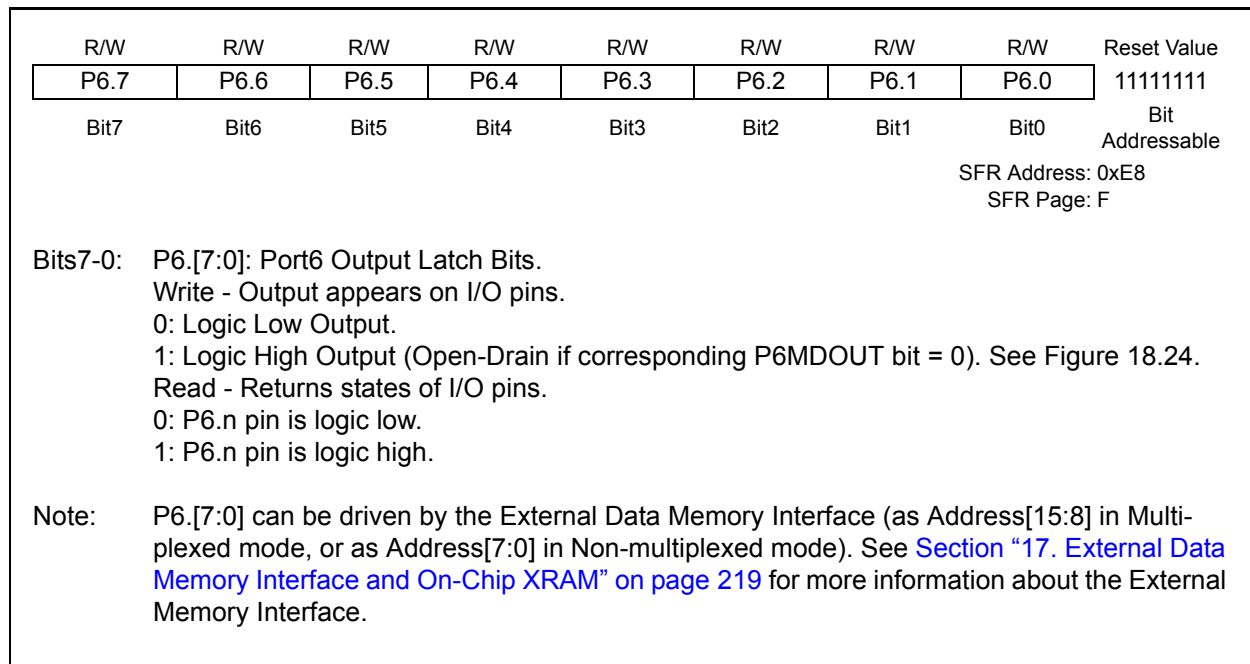 R/W R/W R/W R/W R/W R/W R/W R/W Reset Value
P6.7 P6.6 P6.5 P6.4 P6.3 P6.2 P6.1 P6.0 11111111
Bit7 Bit6 Bit5 Bit4 Bit3 Bit2 Bit1 Bit0 Bit
Addressable
SFR Address: 0xE8
SFR Page: F
Bits7-0: P6.[7:0]: Port6 Output Latch Bits.
Write - Output appears on I/O pins.
0: Logic Low Output.
1: Logic High Output (Open-Drain if corresponding P6MDOUT bit = 0). See Figure 18.24.
Read - Returns states of I/O pins.
0: P6.n pin is logic low.
1: P6.n pin is logic high.
Note: P6.[7:0] can be driven by the External Data Memory Interface (as Address[15:8] in Multi-
plexed mode, or as Address[7:0] in Non-multiplexed mode). See Section “17. External Data
Memory Interface and On-Chip XRAM” on page 219 for more information about the External
Memory Interface.